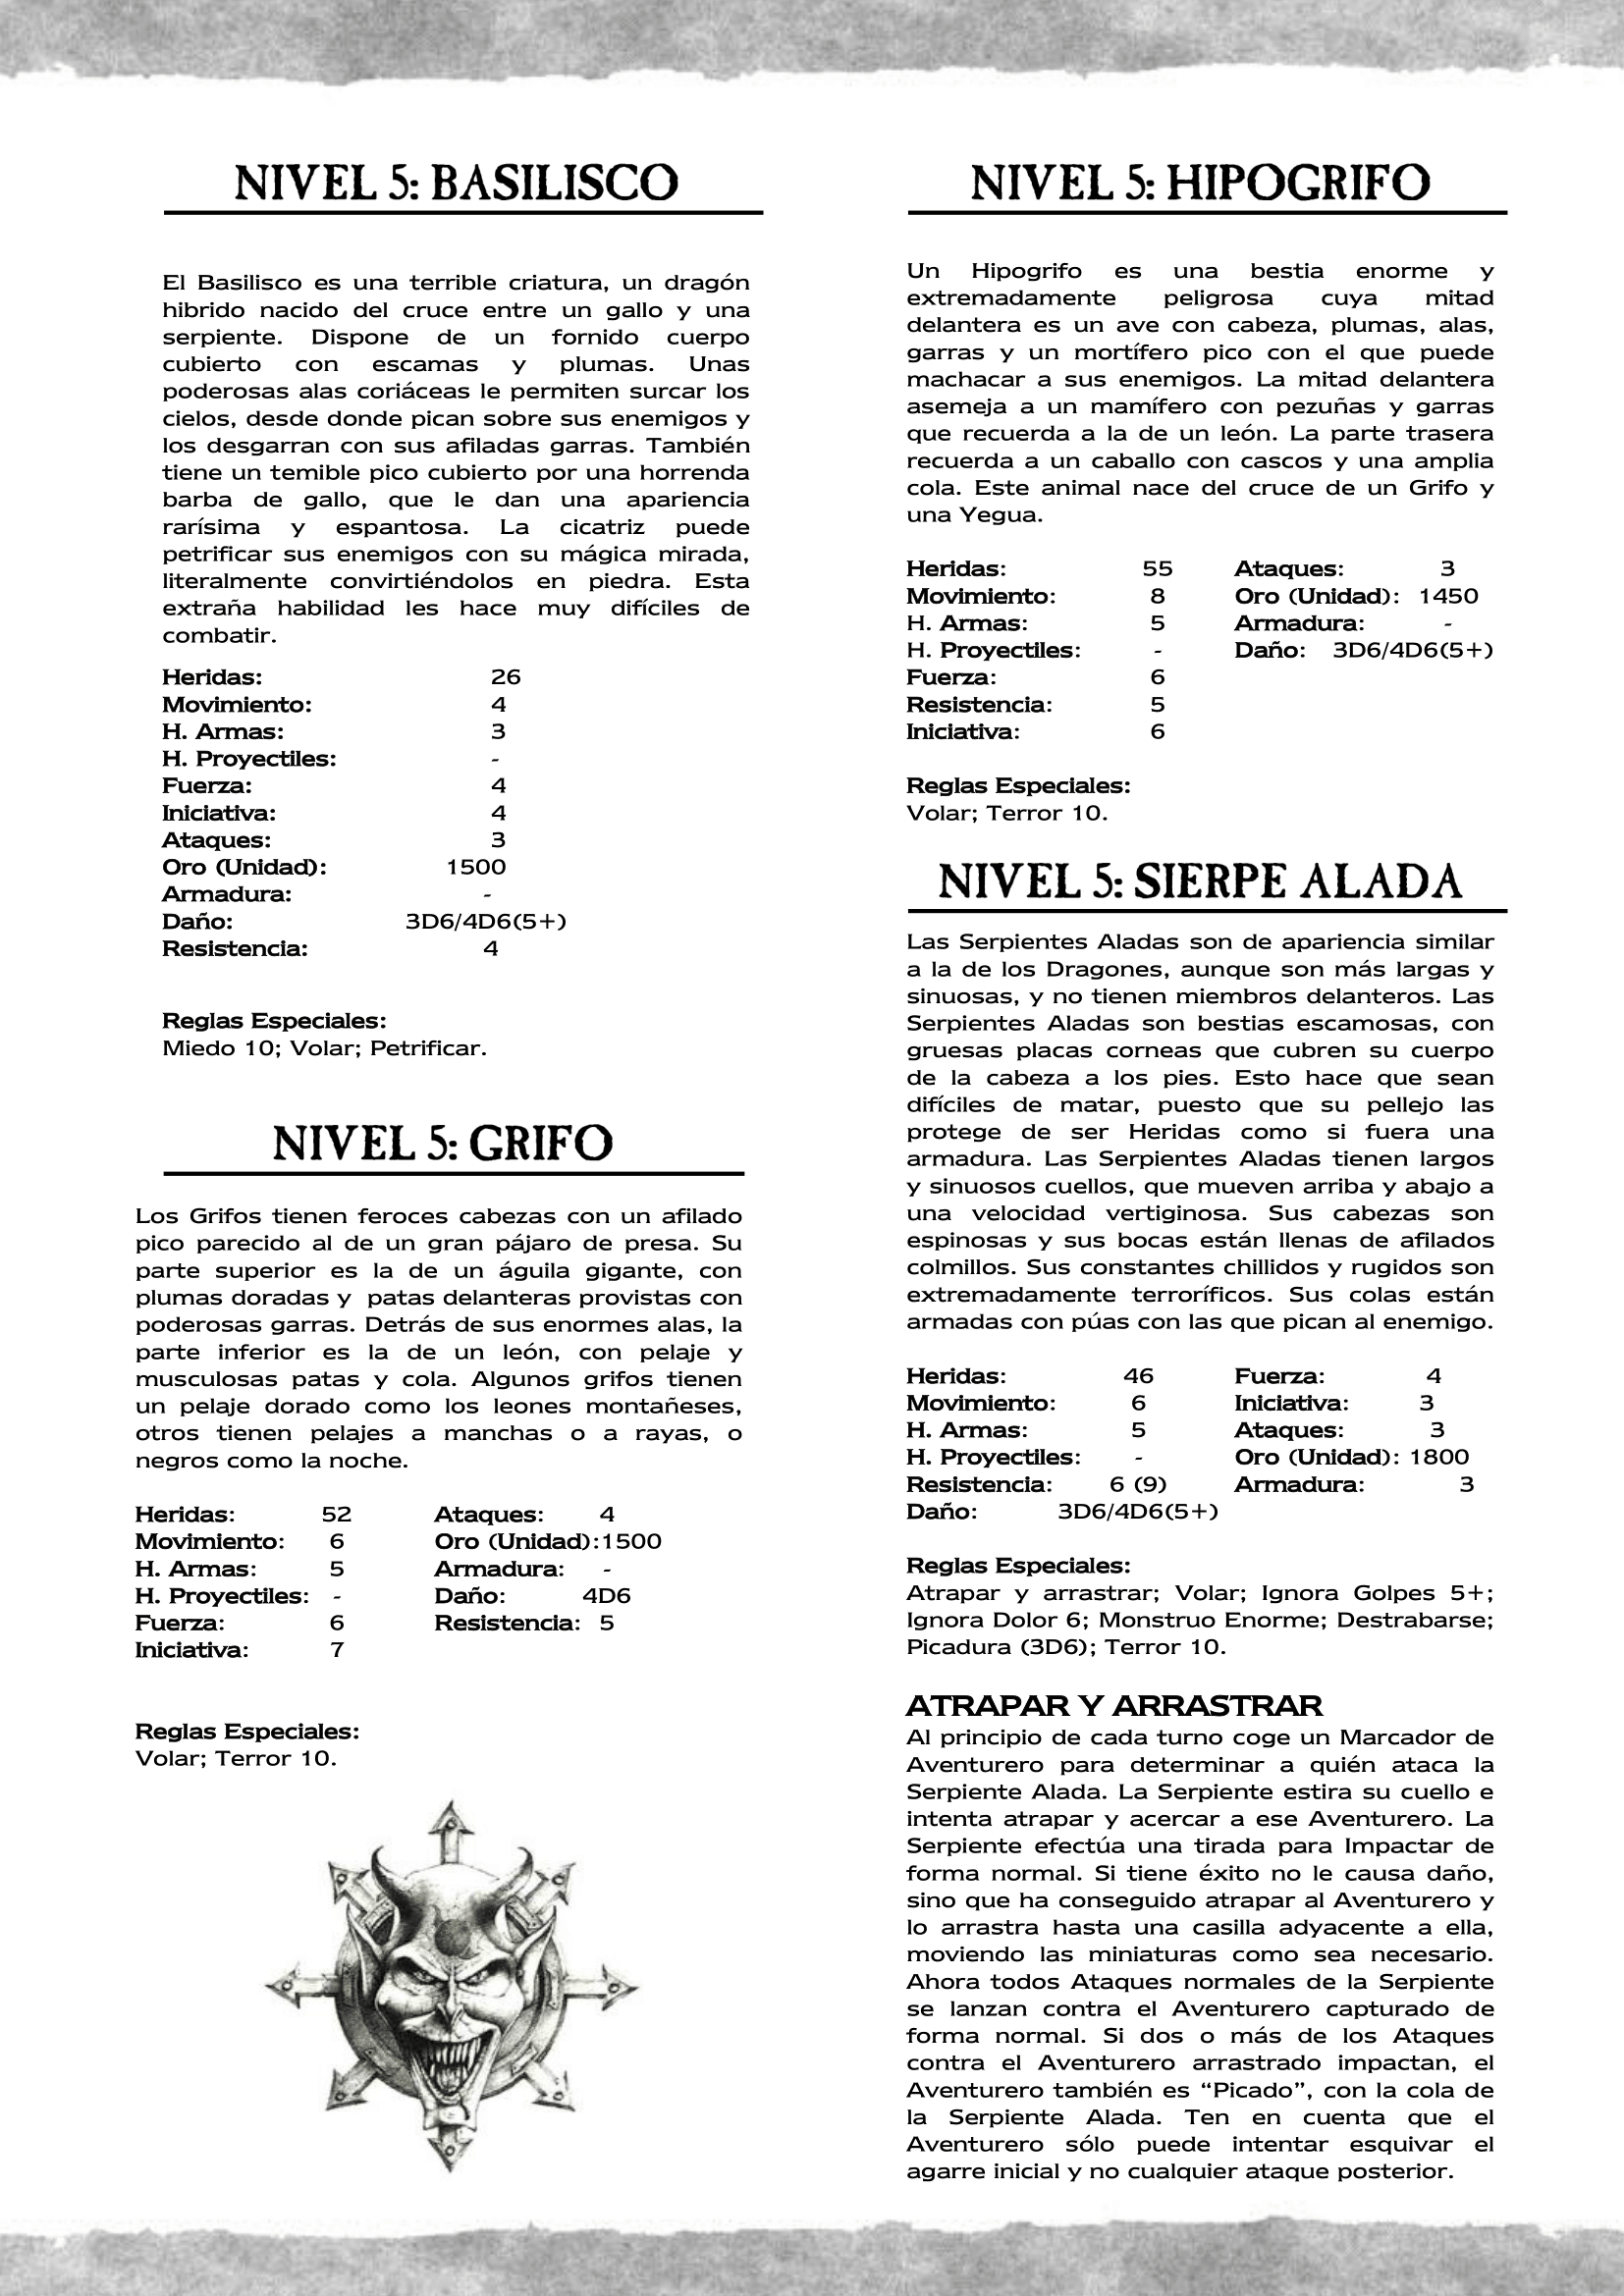 NIVEL 5: BASILISCO
El Basilisco es una terrible criatura, un dragón
hibrido nacido del cruce entre un gallo y una
serpiente. Dispone de un fornido cuerpo
cubierto con escamas y plumas. Unas
poderosas alas coriáceas le permiten surcar los
cielos, desde donde pican sobre sus enemigos y
los desgarran con sus afiladas garras. También
tiene un temible pico cubierto por una horrenda
barba de gallo, que le dan una apariencia
rarísima y espantosa. La cicatriz puede
petrificar sus enemigos con su mágica mirada,
literalmente convirtiéndolos en piedra. Esta
extraña habilidad les hace muy difíciles de
combatir.
Heridas: 26
Movimiento: 4
H. Armas: 3
H. Proyectiles: -
Fuerza: 4
Iniciativa: 4
Ataques: 3
Oro (Unidad): 1500
Armadura: -
Daño: 3D6/4D6(5+)
Resistencia: 4
Reglas Especiales:
Miedo 10; Volar; Petrificar.
NIVEL 5: GRIFO
Los Grifos tienen feroces cabezas con un afilado
pico parecido al de un gran pájaro de presa. Su
parte superior es la de un águila gigante, con
plumas doradas y patas delanteras provistas con
poderosas garras. Detrás de sus enormes alas, la
parte inferior es la de un león, con pelaje y
musculosas patas y cola. Algunos grifos tienen
un pelaje dorado como los leones montañeses,
otros tienen pelajes a manchas o a rayas, o
negros como la noche.
Heridas: 52 Ataques: 4
Movimiento: 6 Oro (Unidad):1500
H. Armas: 5 Armadura: -
H. Proyectiles: - Daño: 4D6
Fuerza: 6 Resistencia: 5
Iniciativa: 7
Reglas Especiales:
Volar; Terror 10.
NIVEL 5: HIPOGRIFO
Un Hipogrifo es una bestia enorme y
extremadamente peligrosa cuya mitad
delantera es un ave con cabeza, plumas, alas,
garras y un mortífero pico con el que puede
machacar a sus enemigos. La mitad delantera
asemeja a un mamífero con pezuñas y garras
que recuerda a la de un león. La parte trasera
recuerda a un caballo con cascos y una amplia
cola. Este animal nace del cruce de un Grifo y
una Yegua.
Heridas: 55 Ataques: 3
Movimiento: 8 Oro (Unidad): 1450
H. Armas: 5 Armadura: -
H. Proyectiles: - Daño: 3D6/4D6(5+)
Fuerza: 6
Resistencia: 5
Iniciativa: 6
Reglas Especiales:
Volar; Terror 10.
NIVEL 5: SIERPE ALADA
Las Serpientes Aladas son de apariencia similar
a la de los Dragones, aunque son más largas y
sinuosas, y no tienen miembros delanteros. Las
Serpientes Aladas son bestias escamosas, con
gruesas placas corneas que cubren su cuerpo
de la cabeza a los pies. Esto hace que sean
difíciles de matar, puesto que su pellejo las
protege de ser Heridas como si fuera una
armadura. Las Serpientes Aladas tienen largos
y sinuosos cuellos, que mueven arriba y abajo a
una velocidad vertiginosa. Sus cabezas son
espinosas y sus bocas están llenas de afilados
colmillos. Sus constantes chillidos y rugidos son
extremadamente terroríficos. Sus colas están
armadas con púas con las que pican al enemigo.
Heridas: 46 Fuerza: 4
Movimiento: 6 Iniciativa: 3
H. Armas: 5 Ataques: 3
H. Proyectiles: - Oro (Unidad): 1800
Resistencia: 6 (9) Armadura: 3
Daño: 3D6/4D6(5+)
Reglas Especiales:
Atrapar y arrastrar; Volar; Ignora Golpes 5+;
Ignora Dolor 6; Monstruo Enorme; Destrabarse;
Picadura (3D6); Terror 10.
ATRAPAR Y ARRASTRAR
Al principio de cada turno coge un Marcador de
Aventurero para determinar a quién ataca la
Serpiente Alada. La Serpiente estira su cuello e
intenta atrapar y acercar a ese Aventurero. La
Serpiente efectúa una tirada para Impactar de
forma normal. Si tiene éxito no le causa daño,
sino que ha conseguido atrapar al Aventurero y
lo arrastra hasta una casilla adyacente a ella,
moviendo las miniaturas como sea necesario.
Ahora todos Ataques normales de la Serpiente
se lanzan contra el Aventurero capturado de
forma normal. Si dos o más de los Ataques
contra el Aventurero arrastrado impactan, el
Aventurero también es “Picado”, con la cola de
la Serpiente Alada. Ten en cuenta que el
Aventurero sólo puede intentar esquivar el
agarre inicial y no cualquier ataque posterior.